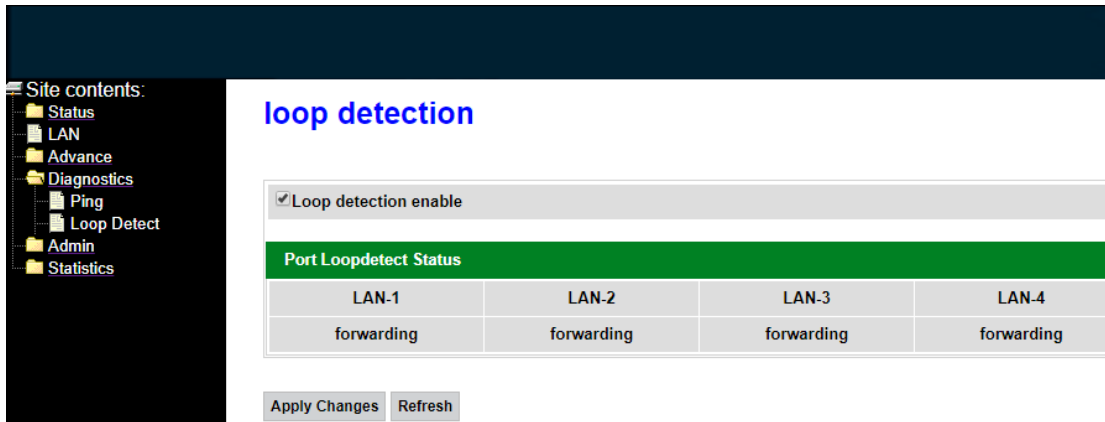 Site contents:
Status
LAN
Advance
Diagnostics
Ping
Loop Detect
Admin
Statistics
loop detection
Loop detection enable
Port Loopdetect Status
LAN-1 LAN-2 LAN-3 LAN-4
forwarding forwarding forwarding forwarding
Apply Changes Refresh